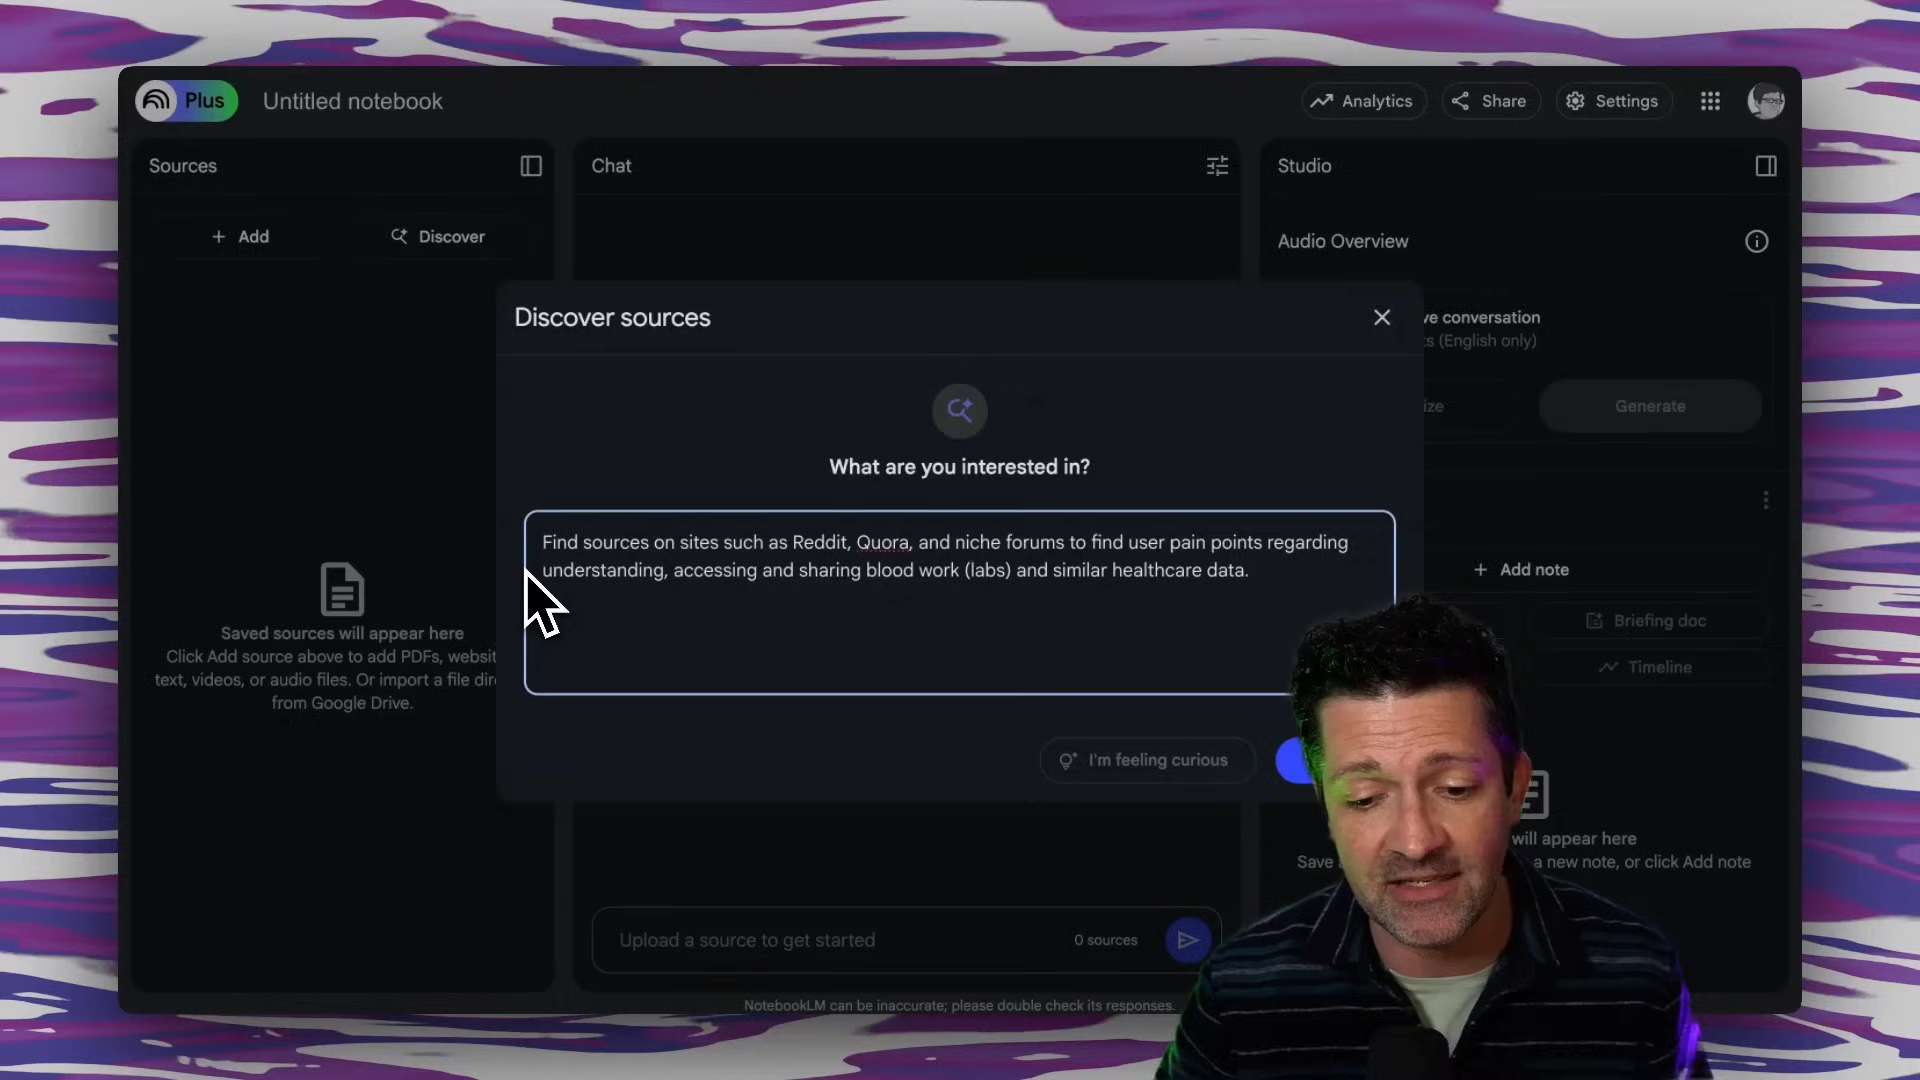 Plus
Untitled notebook
Analytics
Share
Settings
Sources
Chat
Studio
+ Add
Discover
Audio Overview
Discover sources
ve conversation
(English only)
What are you interested in?
Generate
Find sources on sites such as Reddit, Quora, and niche forums to find user pain points regarding
understanding, accessing and sharing blood work (labs) and similar healthcare data.
+ Add note
Briefing doc
Timeline
Saved sources will appear here
Click Add source above to add PDFs, websit
text, videos, or audio files. Or import a file dire
from Google Drive.
I'm feeling curious
will appear here
Save a new note, or click Add note
Upload a source to get started
0 sources
NotebookLM can be inaccurate; please double check its responses.